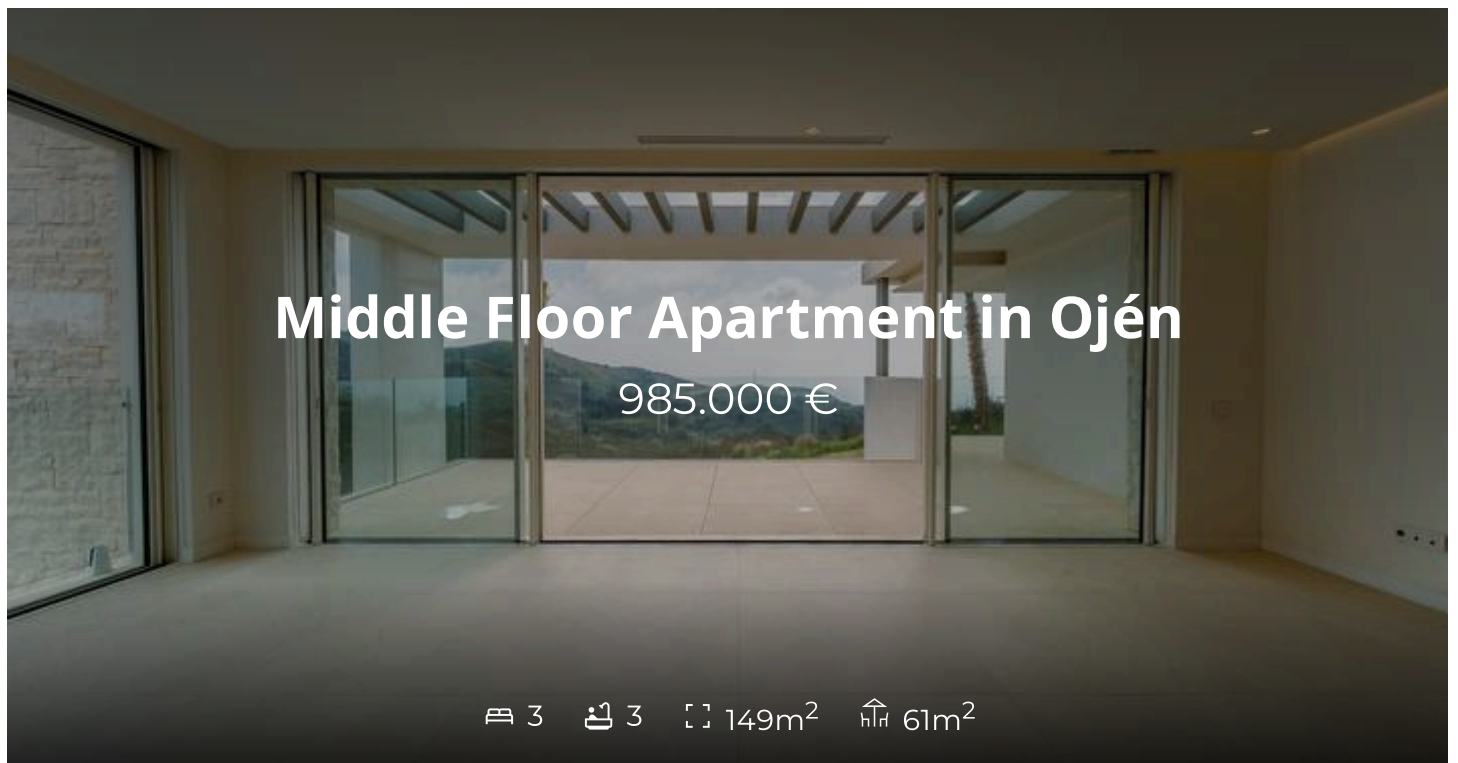 Middle Floor Apartment in Ojén
985.000 €
3 3 149m² 61m²